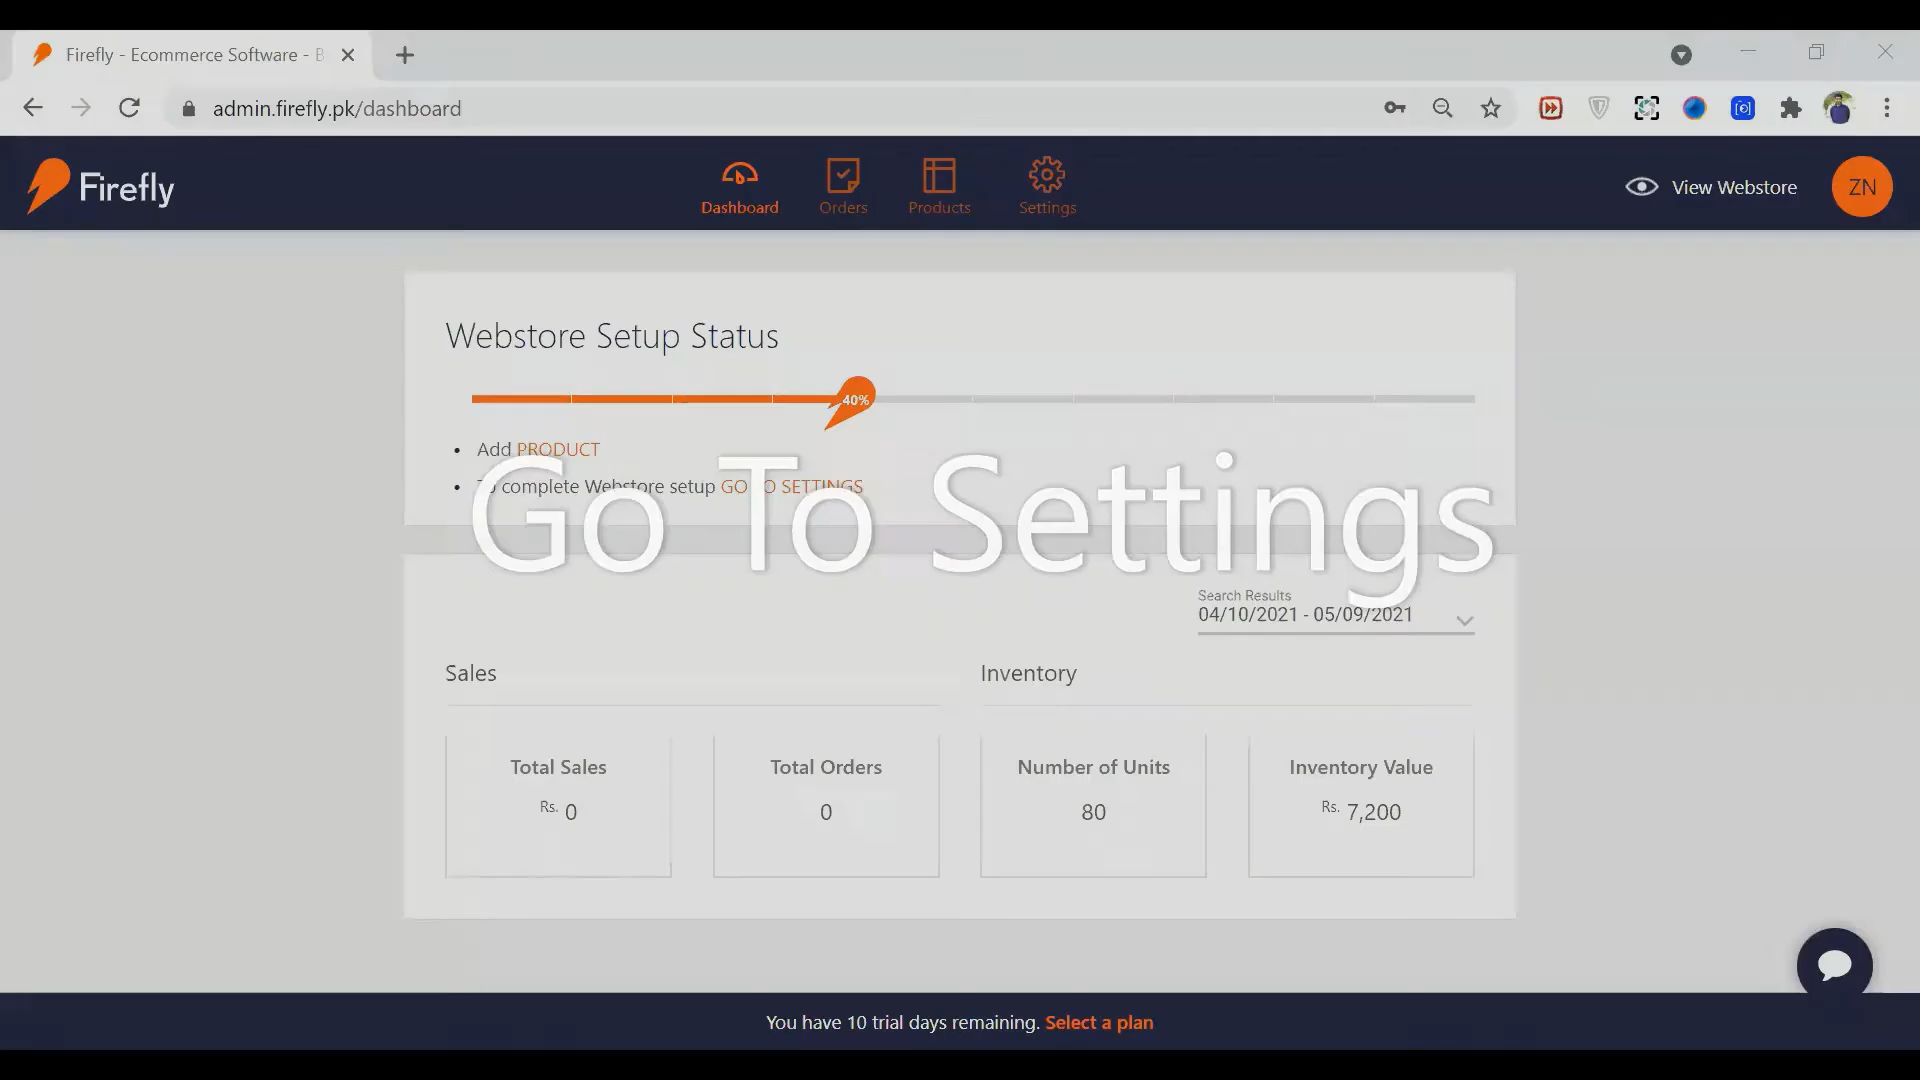 Firefly - Ecommerce Software - B
admin.firefly.pk/dashboard
Firefly
Dashboard
Orders
Products
Settings
View Webstore
ZN
Webstore Setup Status
40%
Add PRODUCT
To complete Webstore setup GO TO SETTINGS
Go To Settings
Search Results
04/10/2021 - 05/09/2021
Sales
Inventory
Total Sales
Rs. 0
Total Orders
0
Number of Units
80
Inventory Value
Rs. 7,200
You have 10 trial days remaining. Select a plan